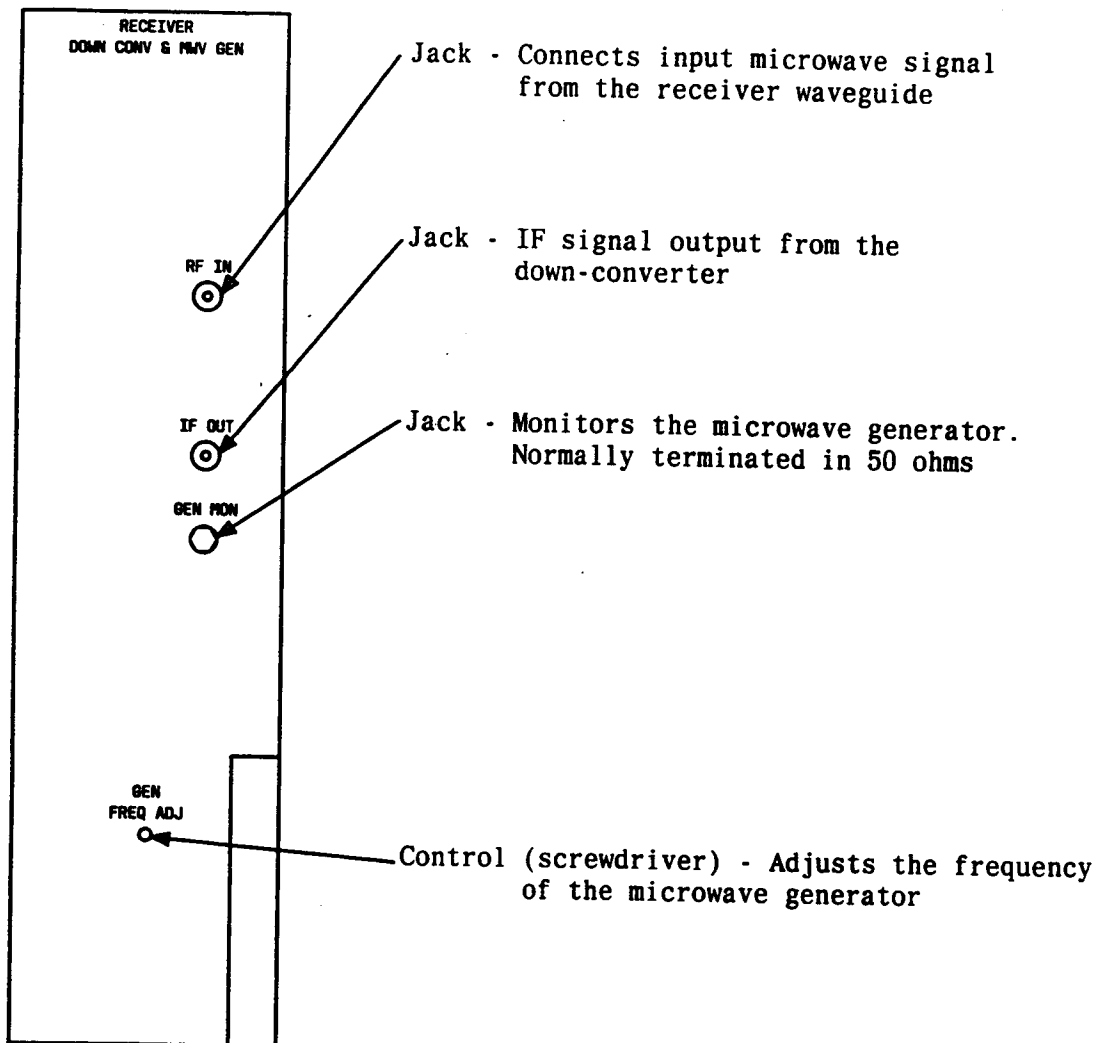 RECEIVER
DOWN CONV & MWV GEN
Jack - Connects input microwave signal
from the receiver waveguide
RF IN
Jack - IF signal output from the
down-converter
IF OUT
Jack - Monitors the microwave generator.
Normally terminated in 50 ohms
GEN MON
GEN
FREQ ADJ
Control (screwdriver) - Adjusts the frequency
of the microwave generator